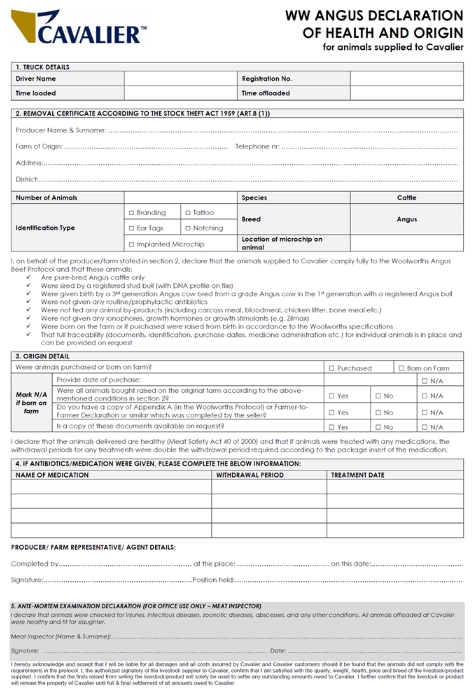 CAVALIER™
WW ANGUS DECLARATION
OF HEALTH AND ORIGIN
for animals supplied to Cavalier
1. TRUCK DETAILS
Driver Name Registration No.
Time loaded Time offloaded
2. REMOVAL CERTIFICATE ACCORDING TO THE STOCK THEFT ACT 1959 (ART.8 (1))
Producer Name & Surname:
Farm of Origin: Telephone nr:
Address:
District:
Number of Animals Species Cattle
Identification Type ☐ Branding ☐ Tattoo Breed Angus
☐ Ear Tags ☐ Notching
☐ Implanted Microchip Location of microchip on animal
I, on behalf of the producer/farm stated in section 2, declare that the animals supplied to Cavalier comply fully to the Woolworths Angus
Beef Protocol and that these animals:
✓ Are pure-bred Angus cattle only
✓ Were sired by a registered stud bull (with DNA profile on file)
✓ Were given birth by a 3rd generation Angus cow bred from a grade Angus cow in the 1st generation with a registered Angus bull
✓ Were not given any routine/prophylactic antibiotics
✓ Were not fed any animal by-products (including carcass meal, bloodmeal, chicken litter, bone meal etc.)
✓ Were not given any ionophores, growth hormones or growth stimulants (e.g. Zilmax)
✓ Were born on the farm or if purchased were raised from birth in accordance to the Woolworths specifications
✓ That full traceability (documents, identification, purchase dates, medicine administration etc.) for individual animals is in place and
can be provided on request
3. ORIGIN DETAIL
Were animals purchased or born on farm? ☐ Purchased ☐ Born on Farm
Mark N/A if born on farm
Provide date of purchase: ☐ N/A
Were all animals bought raised on the original farm according to the above-
mentioned conditions in section 2? ☐ Yes ☐ No ☐ N/A
Do you have a copy of Appendix A (in the Woolworths Protocol) or Farmer-to-
Farmer Declaration or similar which was completed by the seller? ☐ Yes ☐ No ☐ N/A
Is a copy of these documents available on request? ☐ Yes ☐ No ☐ N/A
I declare that the animals delivered are healthy (Meat Safety Act 40 of 2000) and that if animals were treated with any medications, the
withdrawal periods for any treatments were double the withdrawal period required according to the package insert of the medication.
4. IF ANTIBIOTICS/MEDICATION WERE GIVEN, PLEASE COMPLETE THE BELOW INFORMATION:
NAME OF MEDICATION WITHDRAWAL PERIOD TREATMENT DATE
PRODUCER/ FARM REPRESENTATIVE/ AGENT DETAILS:
Completed by at this place: on this date:
Signature: Position held:
5. ANTE-MORTEM EXAMINATION DECLARATION (FOR OFFICE USE ONLY – MEAT INSPECTOR)
I declare that animals were checked for injuries, infectious diseases, zoonotic diseases, abscesses, and any other conditions. All animals offloaded at Cavalier
were healthy and fit for slaughter.
Meat Inspector (Name & Surname):
Signature: Date:
I hereby acknowledge and accept that I will be liable for all damages and all costs incurred by Cavalier and Cavalier customers should it be found that the animals did not comply with the
requirements in the protocol. I, the authorized signatory of the livestock supplier to Cavalier, confirm that I am satisfied with the quality, weight, health, price and breed of the livestock/product
supplied. I confirm that the fines raised from selling the livestock/product will solely be used to settle any outstanding amounts owed to Cavalier. I further confirm that the livestock or product
will remain the property of Cavalier until full & final settlement of all amounts owed to Cavalier.